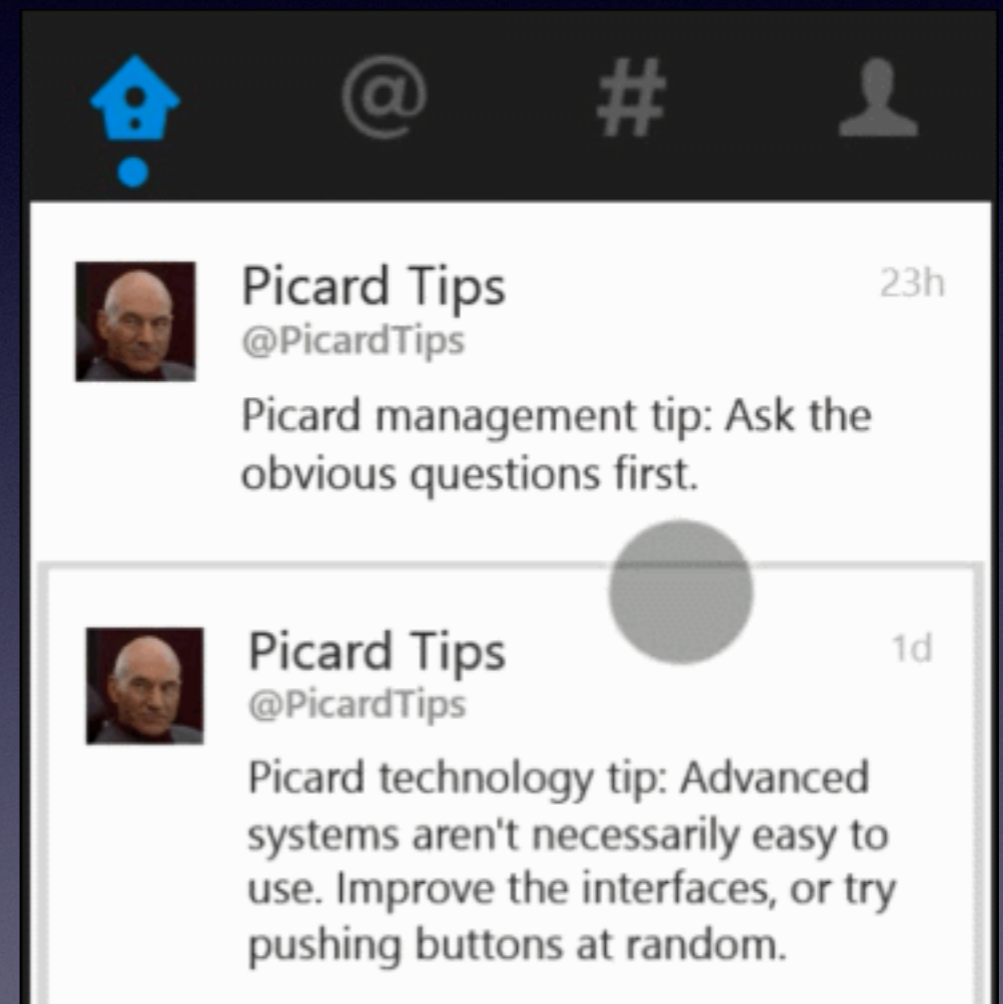 @ #
Picard Tips 23h
@PicardTips
Picard management tip: Ask the
obvious questions first.
Picard Tips 1d
@PicardTips
Picard technology tip: Advanced
systems aren't necessarily easy to
use. Improve the interfaces, or try
pushing buttons at random.